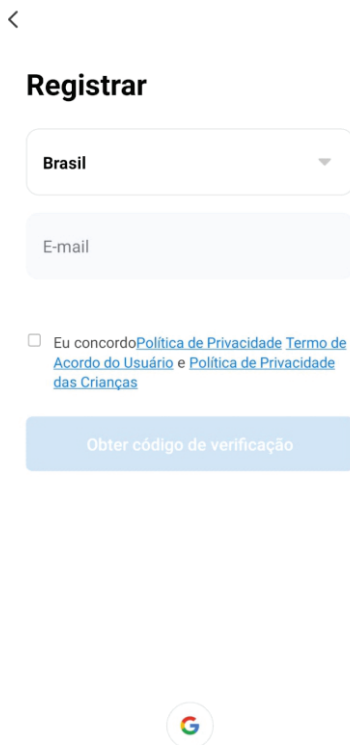 Registrar
Brasil
E-mail
Eu concordoPolítica de Privacidade Termo de
Acordo do Usuário e Política de Privacidade
das Crianças
Obter código de verificação